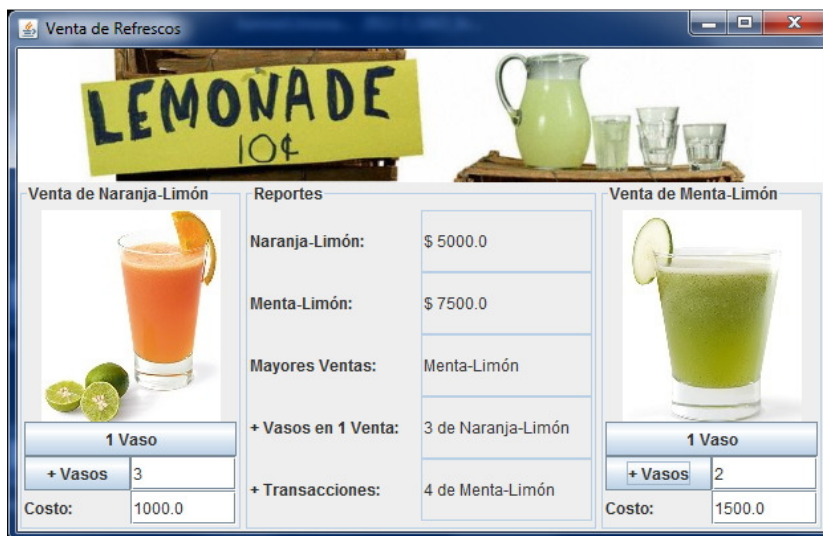 Venta de Refrescos
LEMONADE
10¢
Venta de Naranja-Limón
1 Vaso
+ Vasos 3
Costo: 1000.0
Reportes
Naranja-Limón: $ 5000.0
Menta-Limón: $ 7500.0
Mayores Ventas: Menta-Limón
+ Vasos en 1 Venta: 3 de Naranja-Limón
+ Transacciones: 4 de Menta-Limón
Venta de Menta-Limón
1 Vaso
+ Vasos 2
Costo: 1500.0